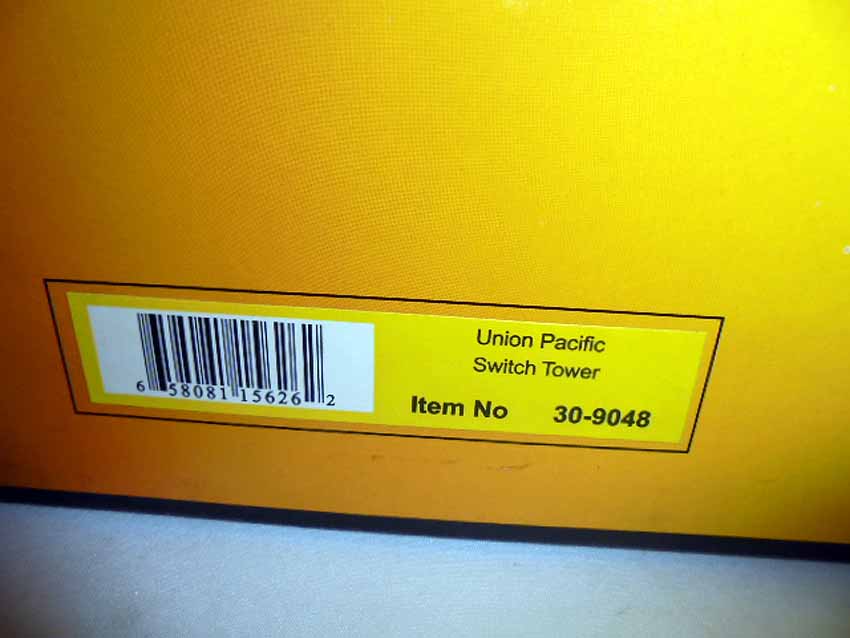 Union Pacific
Switch Tower
Item No 30-9048
6 58081 15626 2